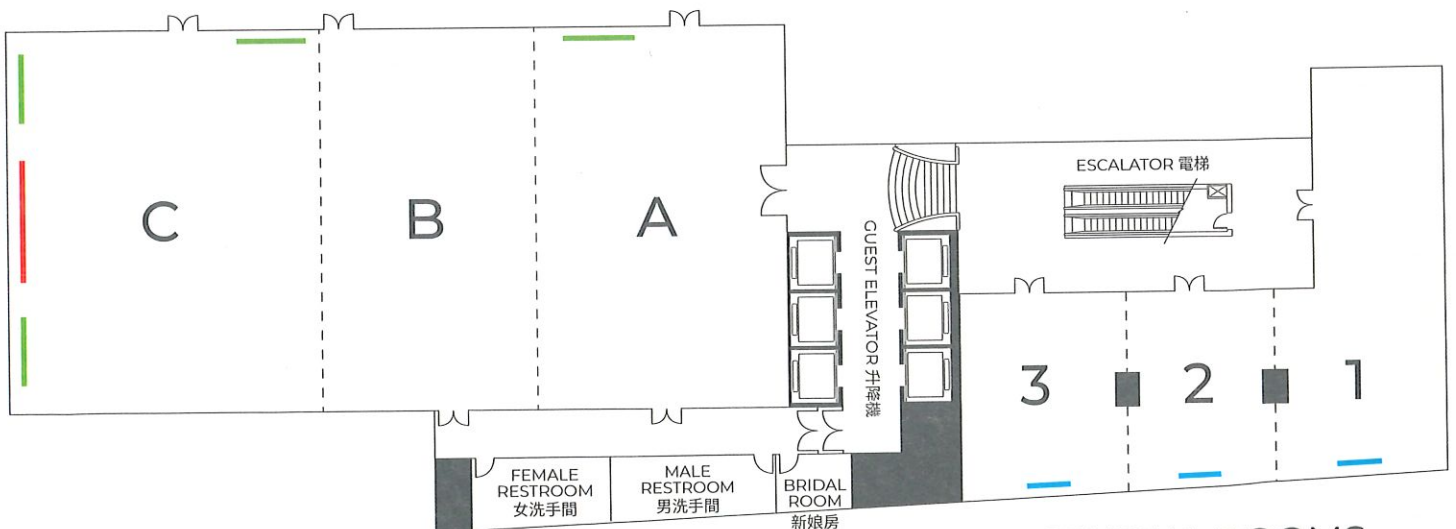 ESCALATOR 電梯
C
B
A
GUEST ELEVATOR 升降機
3
2
1
FEMALE
RESTROOM
女洗手間
MALE
RESTROOM
男洗手間
BRIDAL
ROOM
新娘房